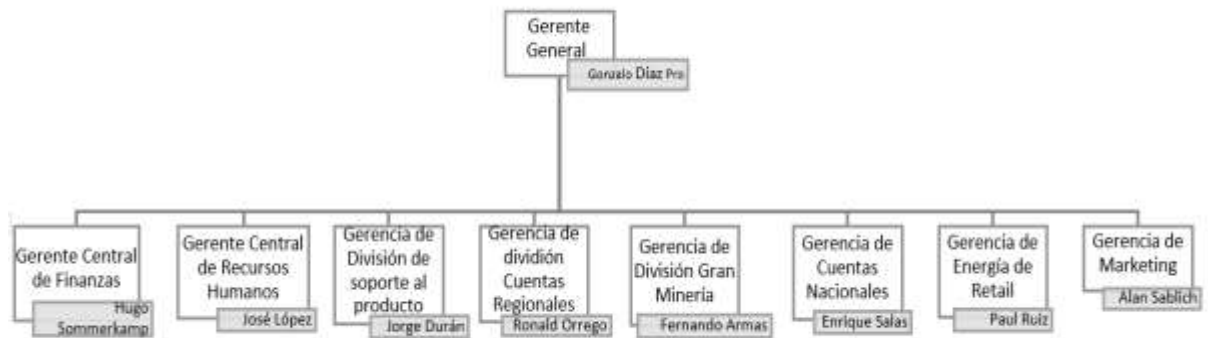 Gerente
General
Gonzalo Díaz Pro
Gerente Central
de Finanzas
Hugo
Sommerkamp
Gerente Central
de Recursos
Humanos
José López
Gerencia de
División de
soporte al
producto
Jorge Durán
Gerencia de
dividión
Cuentas
Regionales
Ronald Orrego
Gerencia de
División Gran
Minería
Fernando Armas
Gerencia de
Cuentas
Nacionales
Enrique Salas
Gerencia de
Energía de
Retail
Paul Ruiz
Gerencia de
Marketing
Alan Sablich